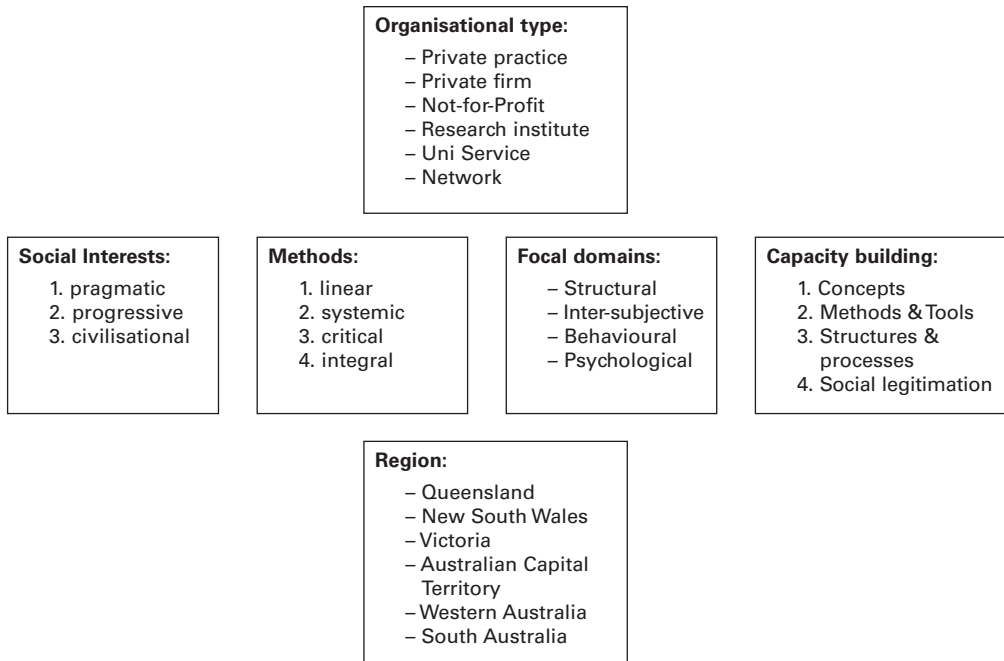 Organisational type:
– Private practice
– Private firm
– Not-for-Profit
– Research institute
– Uni Service
– Network
Social Interests:
1. pragmatic
2. progressive
3. civilisational
Methods:
1. linear
2. systemic
3. critical
4. integral
Focal domains:
– Structural
– Inter-subjective
– Behavioural
– Psychological
Capacity building:
1. Concepts
2. Methods & Tools
3. Structures &
processes
4. Social legitimation
Region:
– Queensland
– New South Wales
– Victoria
– Australian Capital
Territory
– Western Australia
– South Australia